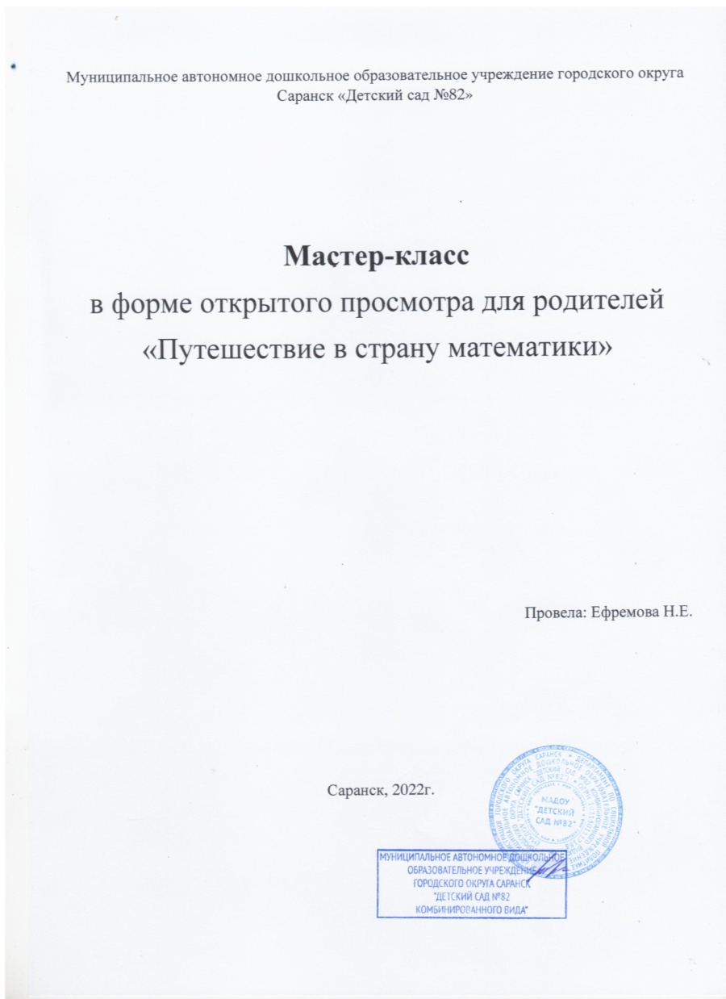 Муниципальное автономное дошкольное образовательное учреждение городского округа
Саранск «Детский сад №82»
Мастер-класс
в форме открытого просмотра для родителей
«Путешествие в страну математики»
Провела: Ефремова Н.Е.
Саранск, 2022г.
МАДОУ
"ДЕТСКИЙ
САД №82"
МУНИЦИПАЛЬНОЕ АВТОНОМНОЕ ДОШКОЛЬНОЕ
ОБРАЗОВАТЕЛЬНОЕ УЧРЕЖДЕНИЕ
ГОРОДСКОГО ОКРУГА САРАНСК
"ДЕТСКИЙ САД №82
КОМБИНИРОВАННОГО ВИДА"